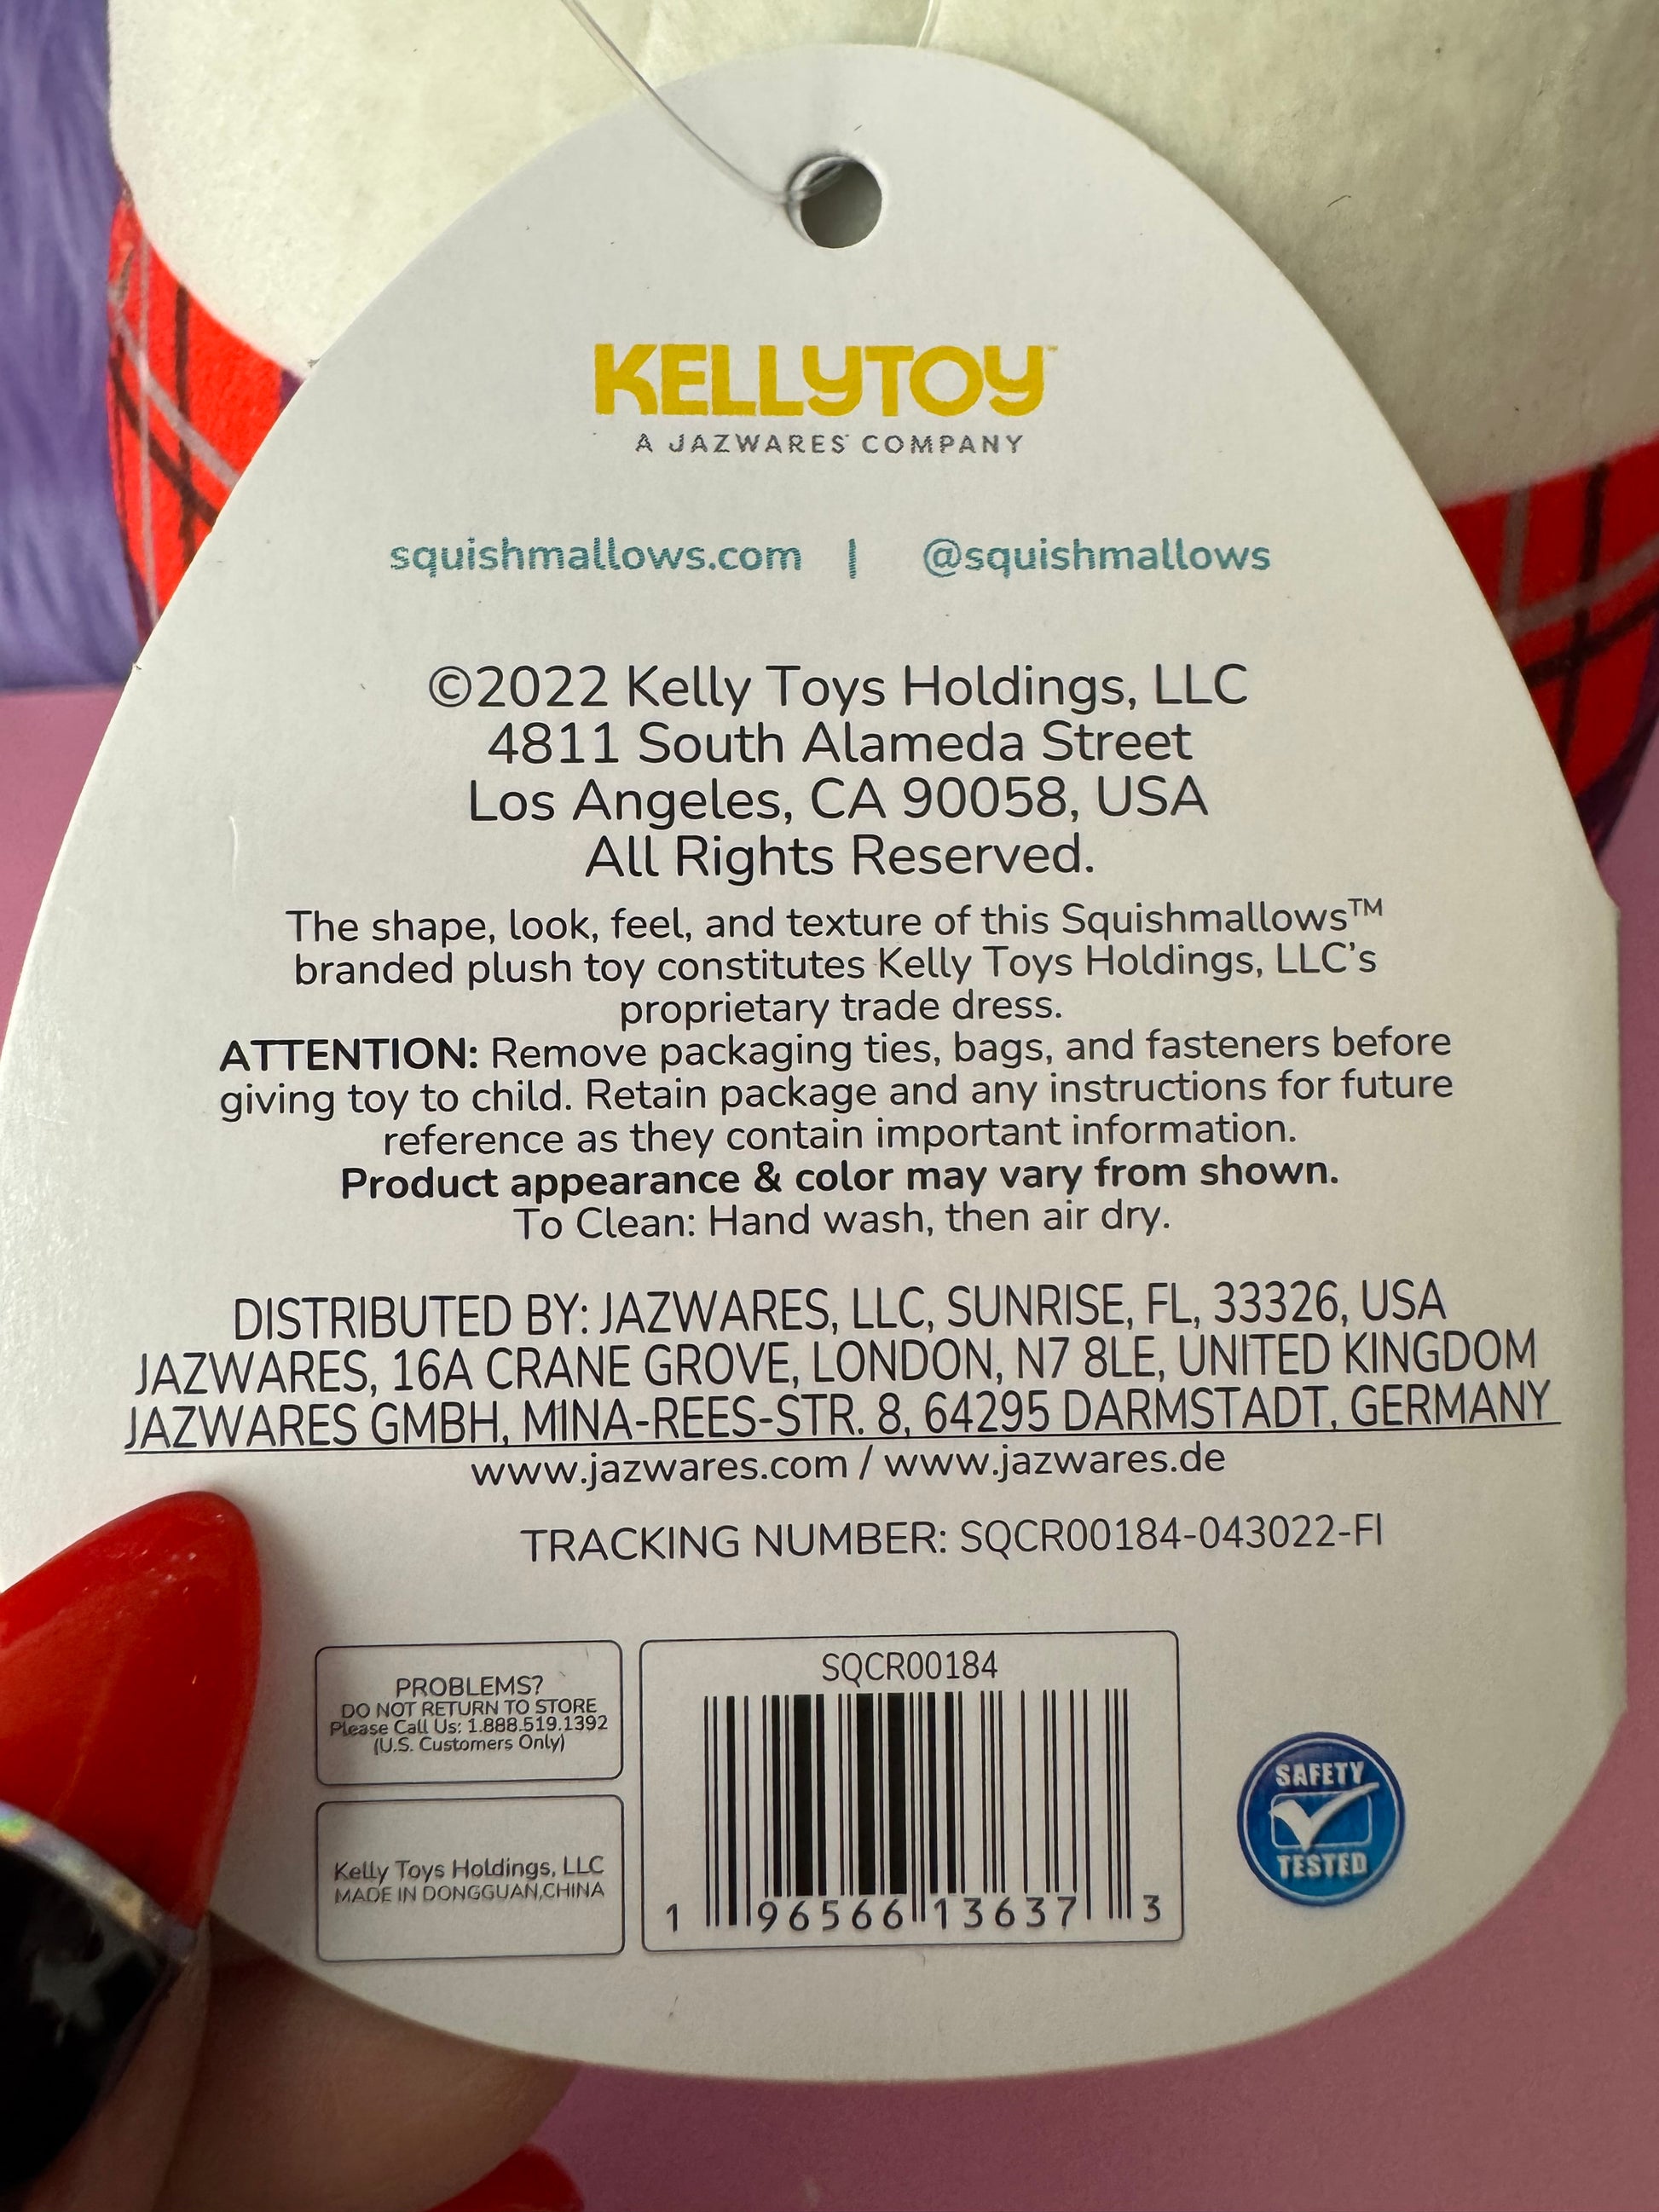 KELLYTOY™
A JAZWARES COMPANY
squishmallows.com | @squishmallows
©2022 Kelly Toys Holdings, LLC
4811 South Alameda Street
Los Angeles, CA 90058, USA
All Rights Reserved.
The shape, look, feel, and texture of this Squishmallows™
branded plush toy constitutes Kelly Toys Holdings, LLC's
proprietary trade dress.
ATTENTION: Remove packaging ties, bags, and fasteners before
giving toy to child. Retain package and any instructions for future
reference as they contain important information.
Product appearance & color may vary from shown.
To Clean: Hand wash, then air dry.
DISTRIBUTED BY: JAZWARES, LLC, SUNRISE, FL, 33326, USA
JAZWARES, 16A CRANE GROVE, LONDON, N7 8LE, UNITED KINGDOM
JAZWARES GMBH, MINA-REES-STR. 8, 64295 DARMSTADT, GERMANY
www.jazwares.com / www.jazwares.de
TRACKING NUMBER: SQCR00184-043022-FI
PROBLEMS?
DO NOT RETURN TO STORE
Please Call Us: 1.888.519.1392
(U.S. Customers Only)
Kelly Toys Holdings, LLC
MADE IN DONGGUAN,CHINA
SQCR00184
1 96566 13637 3
SAFETY
TESTED